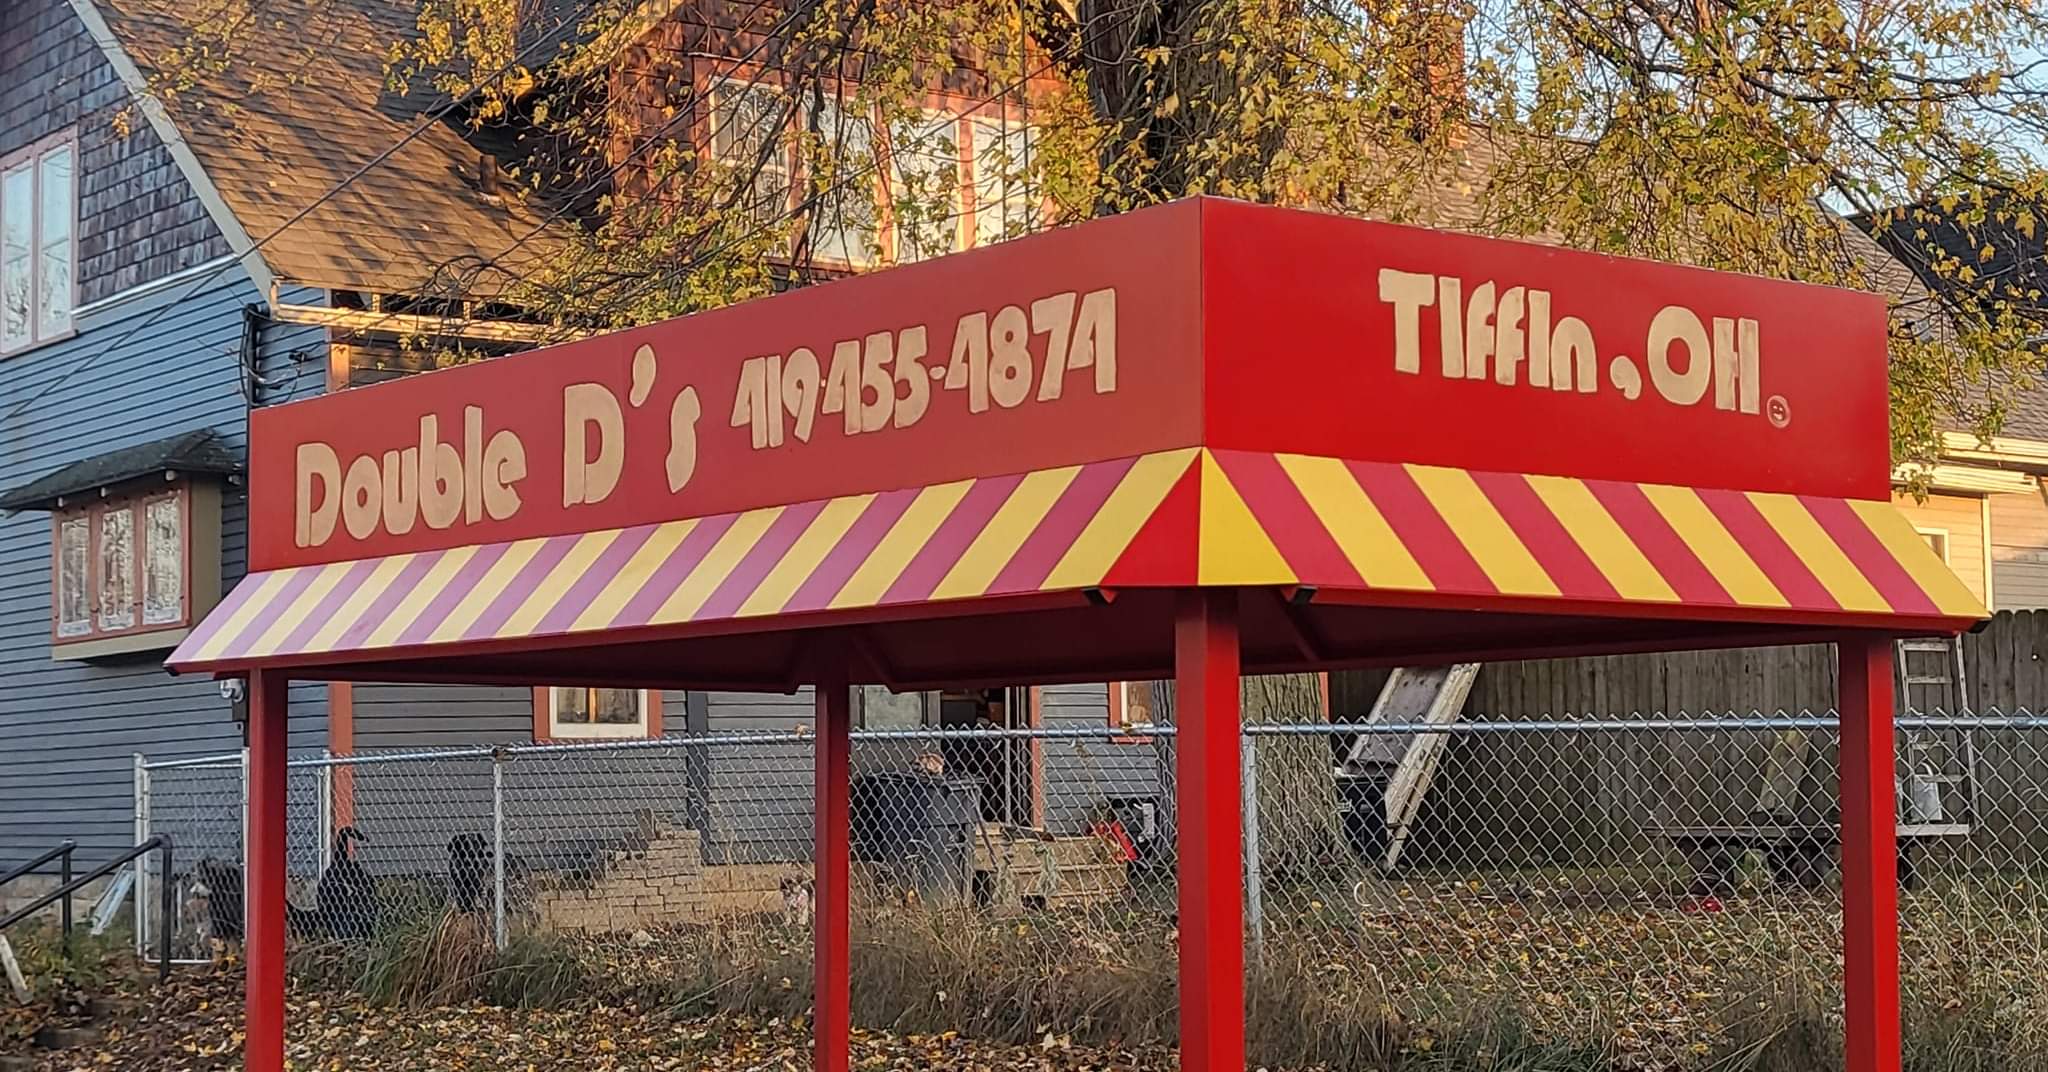 Double D's 419-455-4874
Tiffin, OH.